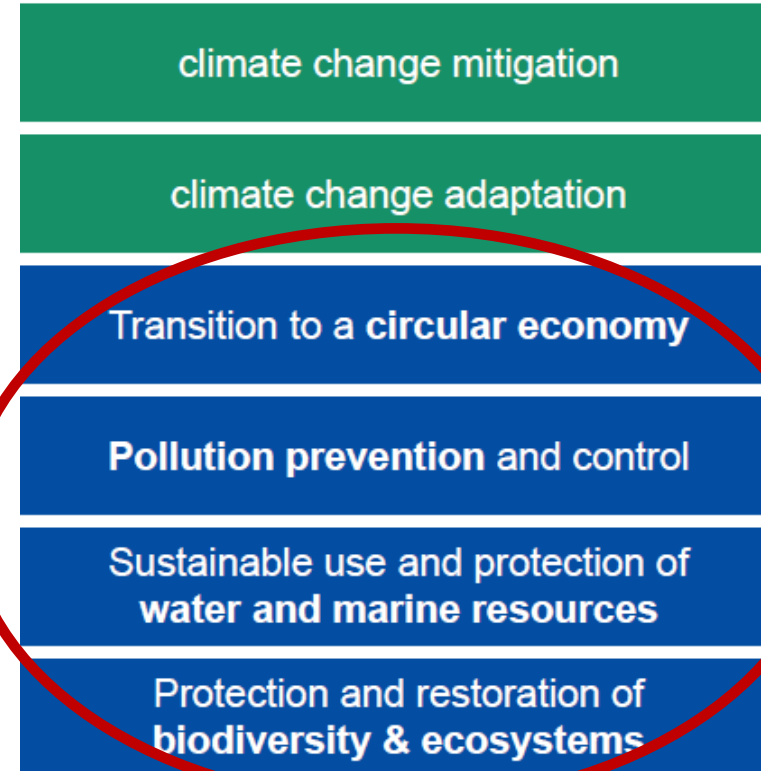 climate change mitigation
climate change adaptation
Transition to a circular economy
Pollution prevention and control
Sustainable use and protection of
water and marine resources
Protection and restoration of
biodiversity & ecosystems